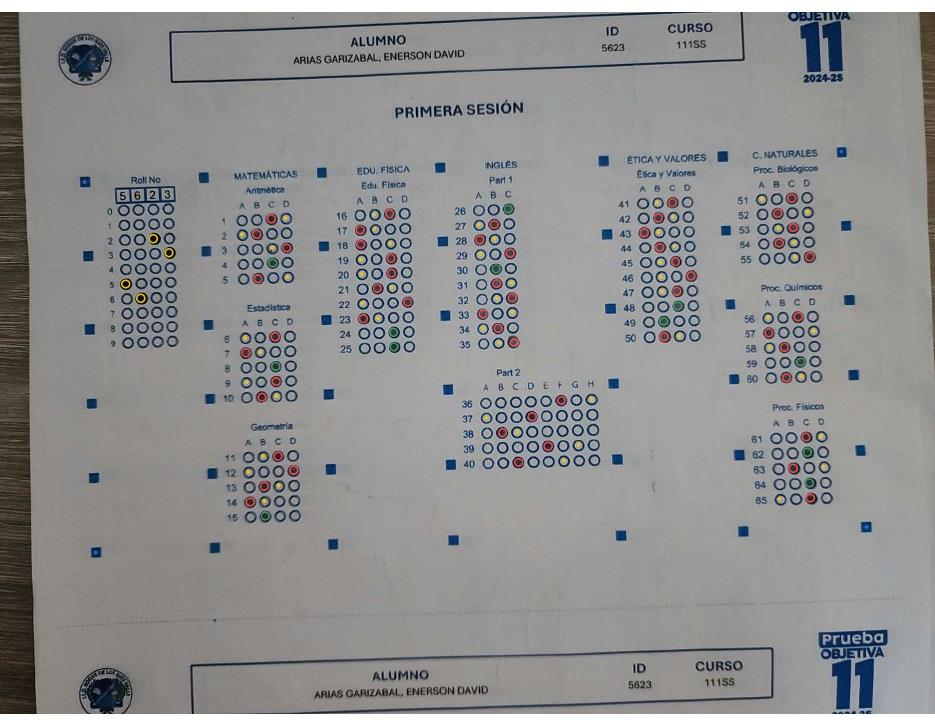 OBJETIVA
11
2024-25
ALUMNO
ARIAS GARIZABAL, ENERSON DAVID
ID
5623
CURSO
111SS
PRIMERA SESIÓN
Roll No
5 6 2 3
0
1
2
3
4
5
6
7
8
9
MATEMÁTICAS
Aritmética
A B C D
1
2
3
4
5
Estadística
A B C D
6
7
8
9
10
Geometría
A B C D
11
12
13
14
15
EDU. FÍSICA
Edu. Física
A B C D
16
17
18
19
20
21
22
23
24
25
INGLÉS
Part 1
A B C
26
27
28
29
30
31
32
33
34
35
Part 2
A B C D E F G H
36
37
38
39
40
ÉTICA Y VALORES
Ética y Valores
A B C D
41
42
43
44
45
46
47
48
49
50
C. NATURALES
Proc. Biológicos
A B C D
51
52
53
54
55
Proc. Químicos
A B C D
56
57
58
59
60
Proc. Físicos
A B C D
61
62
63
64
65
Prueba
OBJETIVA
11
2024-25
ALUMNO
ARIAS GARIZABAL, ENERSON DAVID
ID
5623
CURSO
111SS